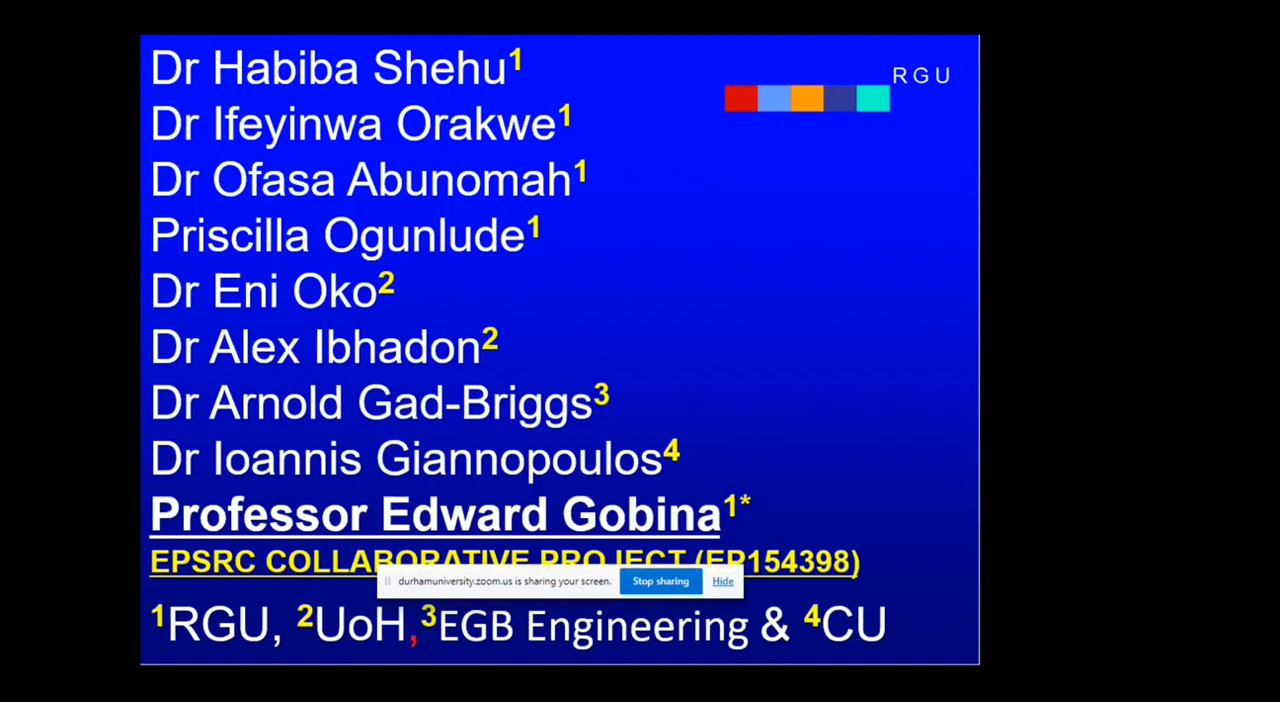 Dr Habiba Shehu1
RGU
Dr Ifeyinwa Orakwe1
Dr Ofasa Abunomah1
Priscilla Ogunlude1
Dr Eni Oko2
Dr Alex Ibhadon2
Dr Arnold Gad-Briggs3
Dr Ioannis Giannopoulos4
Professor Edward Gobina1*
EPSRC COLLABORATIVE PROJECT (EP154398)
durhamuniversity.zoom.us is sharing your screen. Stop sharing Hide
1RGU, 2UoH,3EGB Engineering & 4CU